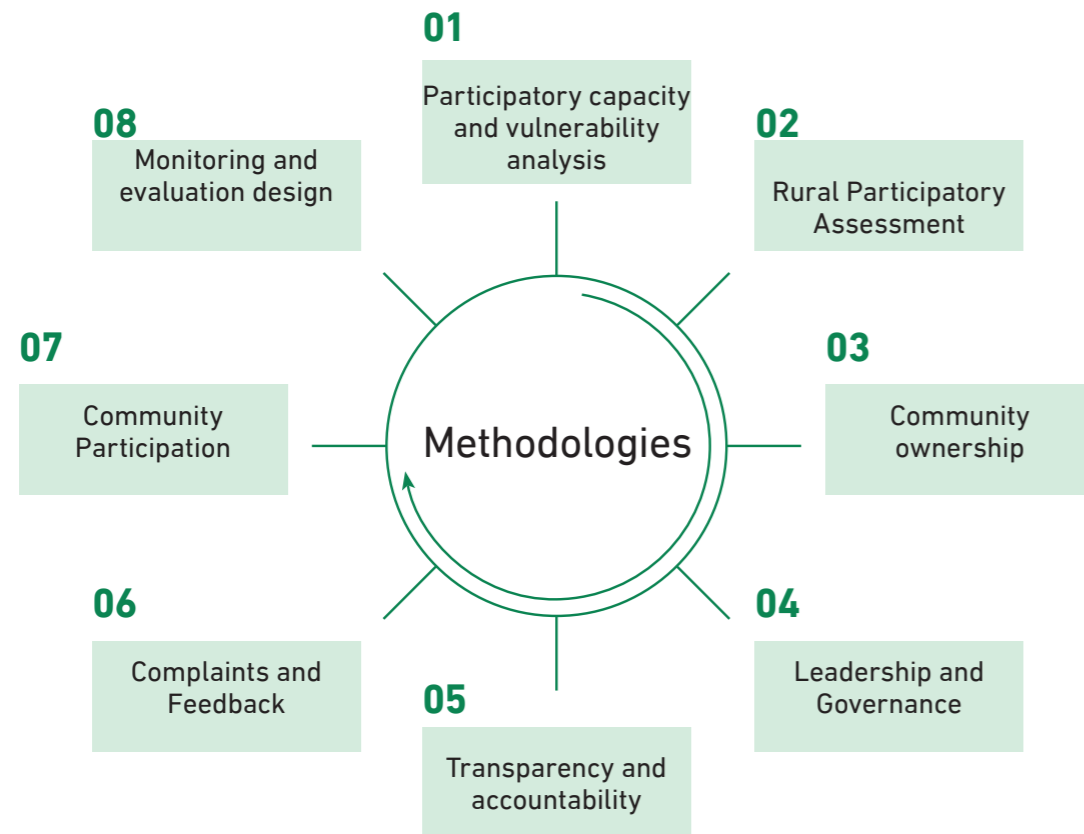 01
Participatory capacity
and vulnerability
analysis
02
Rural Participatory
Assessment
03
Community
ownership
04
Leadership and
Governance
05
Transparency and
accountability
06
Complaints and
Feedback
07
Community
Participation
08
Monitoring and
evaluation design
Methodologies